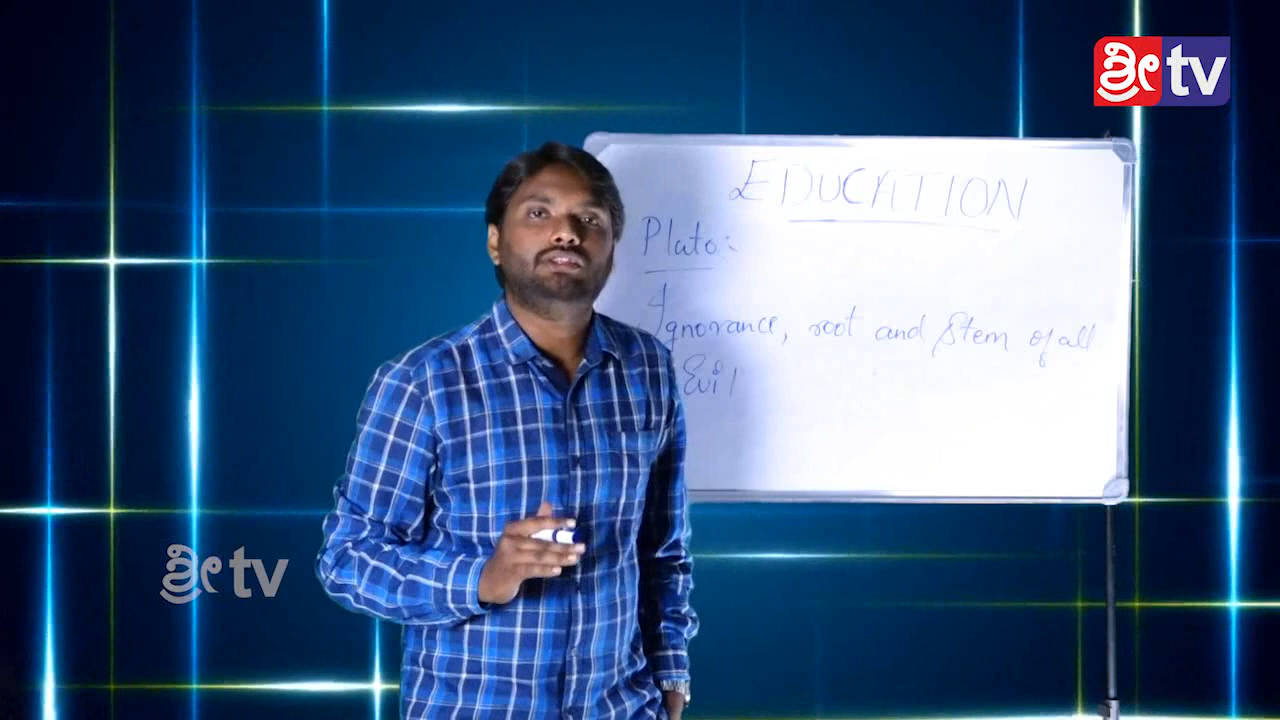 శ్రీ tv
EDUCATION
Plato:-
Ignorance, root and Stem of all
Evil
శ్రీ tv